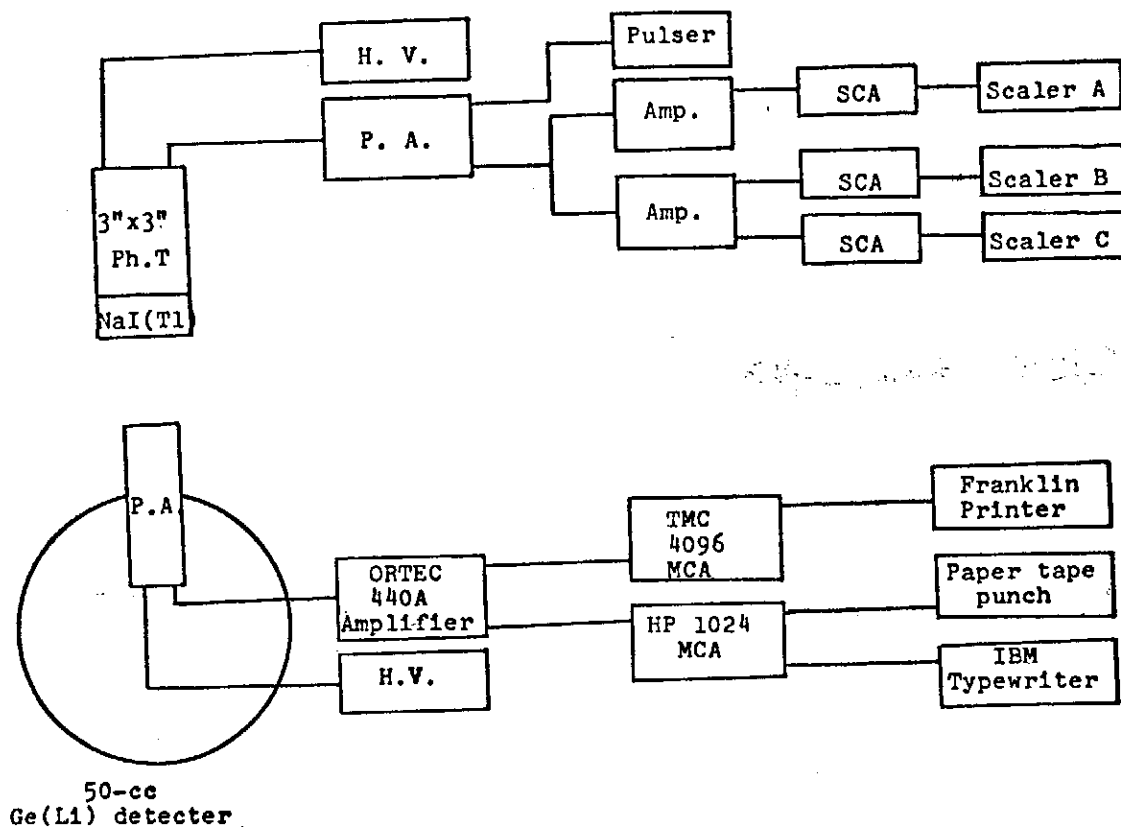 H. V.
Pulser
P. A.
Amp.
SCA
Scaler A
Amp.
SCA
Scaler B
SCA
Scaler C
3"x3"
Ph.T
NaI(Tl)
P.A.
ORTEC
440A
Amplifier
H.V.
TMC
4096
MCA
HP 1024
MCA
Franklin
Printer
Paper tape
punch
IBM
Typewriter
50-cc
Ge(Li) detecter